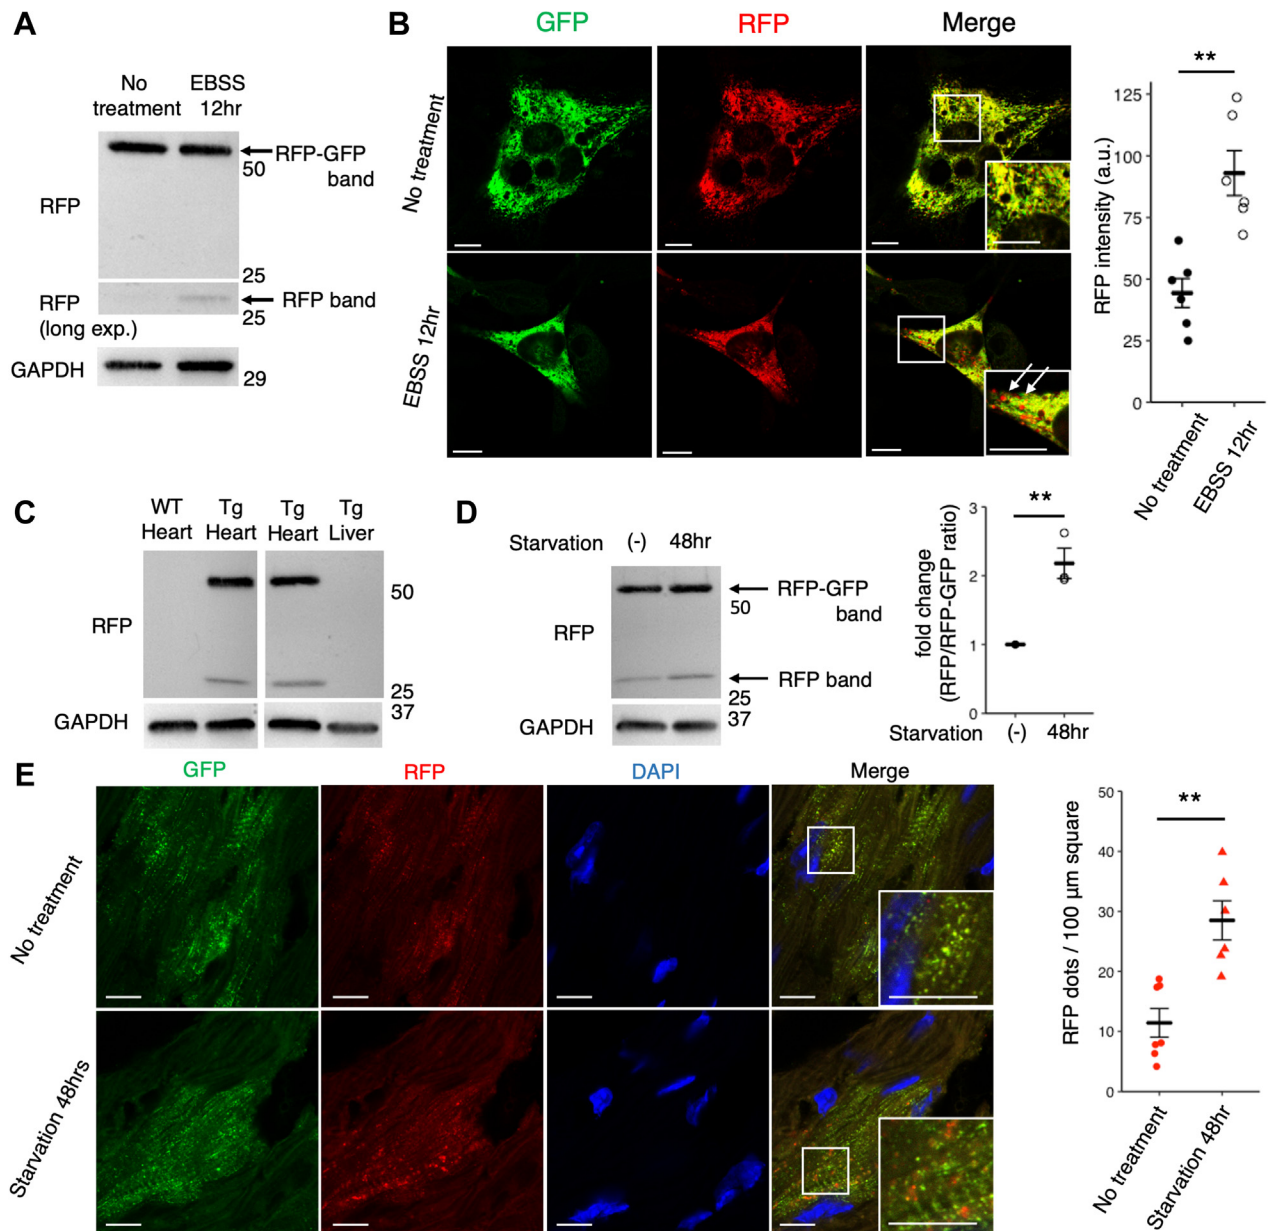 A
No treatment
EBSS 12hr
RFP-GFP band
50
RFP
25
RFP (long exp.)
RFP band
25
GAPDH
29
B
GFP
RFP
Merge
No treatment
EBSS 12hr
**
RFP intensity (a.u.)
125
100
75
50
25
0
No treatment
EBSS 12hr
C
WT Heart
Tg Heart
Tg Heart
Tg Liver
50
RFP
25
37
GAPDH
D
Starvation (-) 48hr
RFP-GFP band
50
RFP
RFP band
25
37
GAPDH
**
fold change
(RFP/RFP-GFP ratio)
3
2
1
0
Starvation (-) 48hr
E
GFP
RFP
DAPI
Merge
No treatment
Starvation 48hrs
**
RFP dots / 100 μm square
50
40
30
20
10
0
No treatment
Starvation 48hr